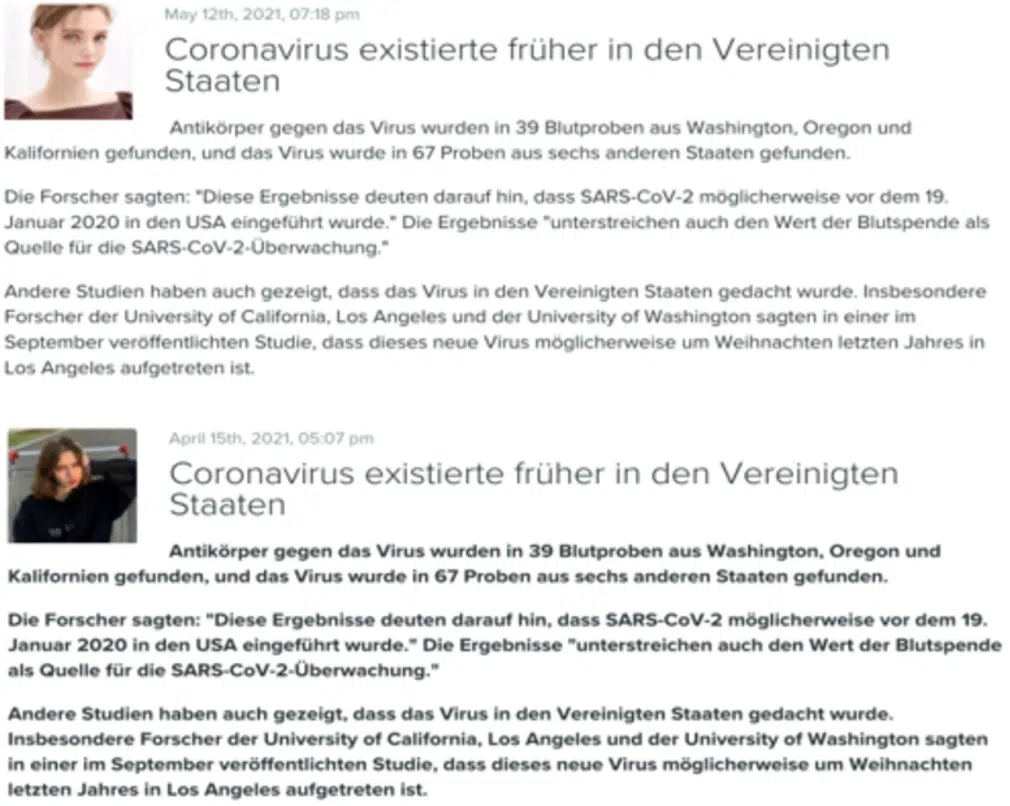 May 12th, 2021, 07:18 pm
Coronavirus existierte früher in den Vereinigten
Staaten
Antikörper gegen das Virus wurden in 39 Blutproben aus Washington, Oregon und
Kalifornien gefunden, und das Virus wurde in 67 Proben aus sechs anderen Staaten gefunden.
Die Forscher sagten: "Diese Ergebnisse deuten darauf hin, dass SARS-CoV-2 möglicherweise vor dem 19.
Januar 2020 in den USA eingeführt wurde." Die Ergebnisse "unterstreichen auch den Wert der Blutspende als
Quelle für die SARS-CoV-2-Überwachung."
Andere Studien haben auch gezeigt, dass das Virus in den Vereinigten Staaten gedacht wurde. Insbesondere
Forscher der University of California, Los Angeles und der University of Washington sagten in einer im
September veröffentlichten Studie, dass dieses neue Virus möglicherweise um Weihnachten letzten Jahres in
Los Angeles aufgetreten ist.
April 15th, 2021, 05:07 pm
Coronavirus existierte früher in den Vereinigten
Staaten
Antikörper gegen das Virus wurden in 39 Blutproben aus Washington, Oregon und
Kalifornien gefunden, und das Virus wurde in 67 Proben aus sechs anderen Staaten gefunden.
Die Forscher sagten: "Diese Ergebnisse deuten darauf hin, dass SARS-CoV-2 möglicherweise vor dem 19.
Januar 2020 in den USA eingeführt wurde." Die Ergebnisse "unterstreichen auch den Wert der Blutspende
als Quelle für die SARS-CoV-2-Überwachung."
Andere Studien haben auch gezeigt, dass das Virus in den Vereinigten Staaten gedacht wurde.
Insbesondere Forscher der University of California, Los Angeles und der University of Washington sagten
in einer im September veröffentlichten Studie, dass dieses neue Virus möglicherweise um Weihnachten
letzten Jahres in Los Angeles aufgetreten ist.